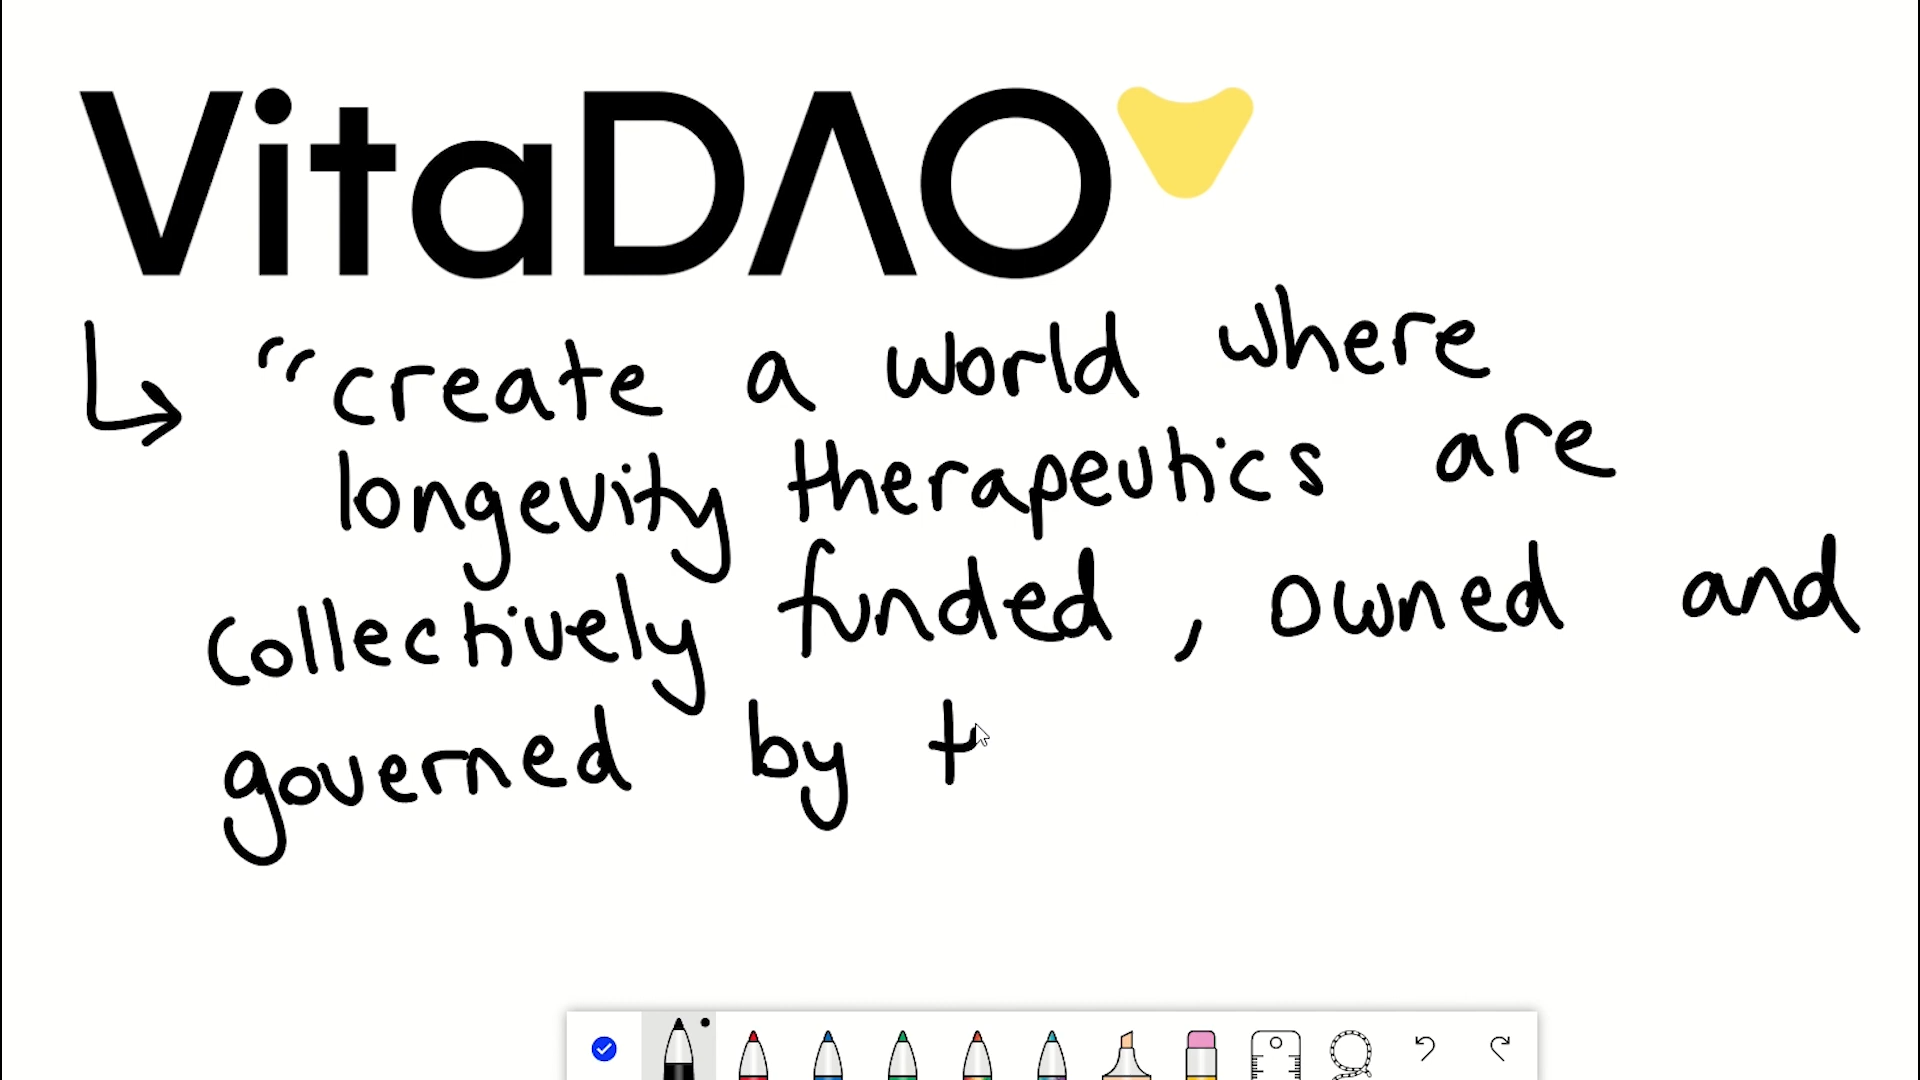 VitaDAO
"create a world where
longevity therapeutics are
collectively funded, owned and
governed by t